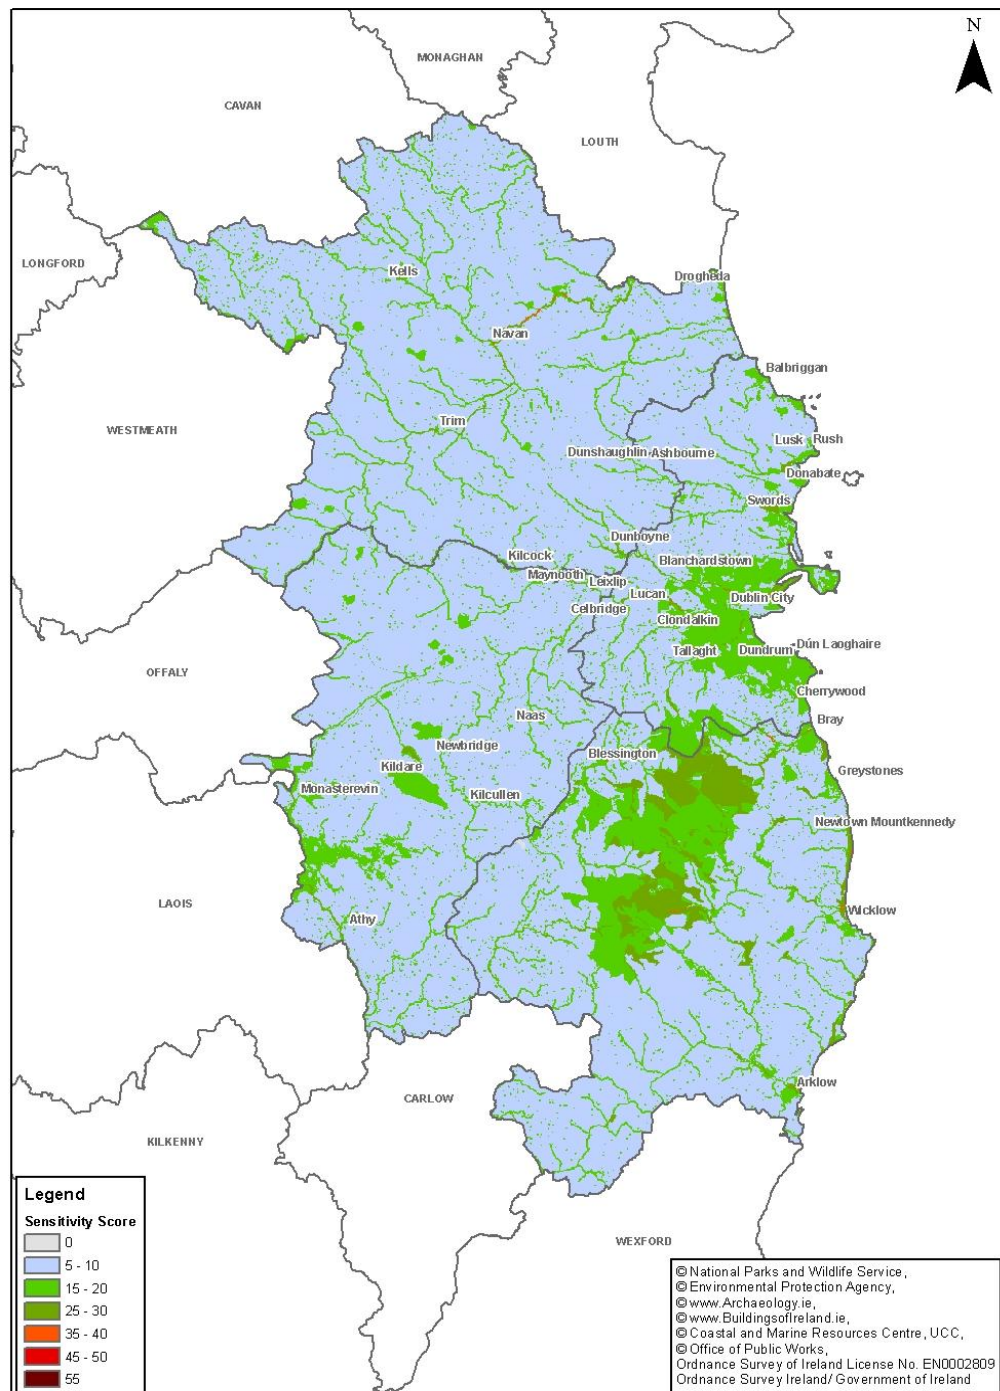 N
MONAGHAN
CAVAN
LOUTH
LONGFORD
Kells
Drogheda
Navan
Balbriggan
WESTMEATH
Trim
Lusk Rush
Dunshaughlin Ashbourne
Donabate
Swords
Dunboyne
Kilcock
Blanchardstown
Maynooth
Leixlip
Lucan
Dublin City
Celbridge
Clondalkin
Dún Laoghaire
Tallaght
Dundrum
OFFALY
Cherrywood
Naas
Bray
Newbridge
Blessington
Kildare
Greystones
Monasterevin
Kilcullen
Newtown Mountkennedy
LAOIS
Wicklow
Athy
Arklow
CARLOW
KILKENNY
WEXFORD
Legend
Sensitivity Score
0
5 - 10
15 - 20
25 - 30
35 - 40
45 - 50
55
© National Parks and Wildlife Service,
© Environmental Protection Agency,
© www.Archaeology.ie,
© www.BuildingsofIreland.ie,
© Coastal and Marine Resources Centre, UCC,
© Office of Public Works,
Ordnance Survey of Ireland License No. EN0002809
Ordnance Survey Ireland/ Government of Ireland